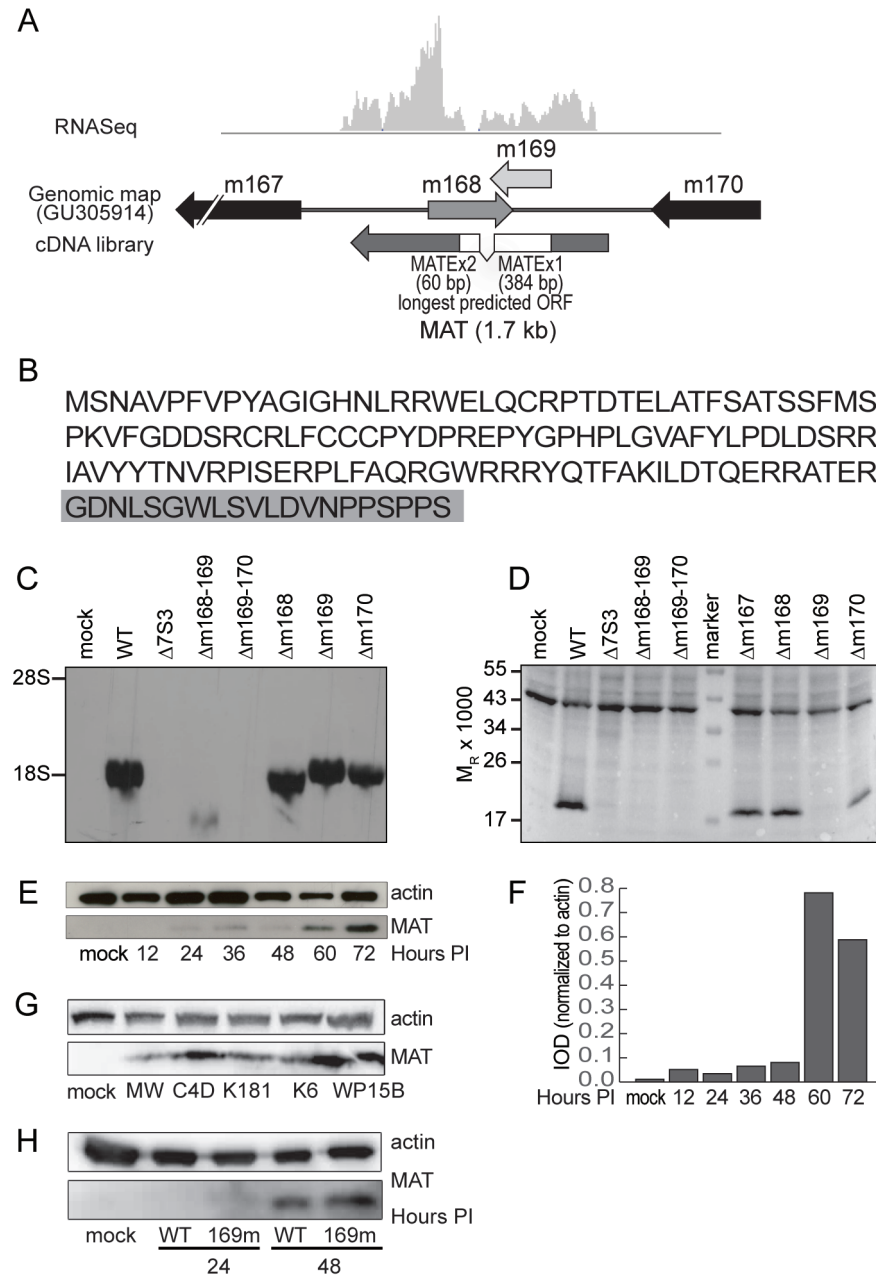 A
RNASeq
m169
Genomic map
(GU305914)
m167
m168
m170
cDNA library
MATEx2
(60 bp)
MATEx1
(384 bp)
longest predicted ORF
MAT (1.7 kb)
B
MSNAVPFVPYAGIGHNLRRWELQCRPTDTELATFSATSSFMS
PKVFGDDSRCRLFCCCPYDPREPYGPHPLGVAFYLPDLDSRR
IAVYYTNVRPISERPLFAQRGWRRRYQTFAKILDTQERRATER
GDNLSGWLSVLDVNPPSPPS
C
mock WT Δ7S3 Δm168-169 Δm169-170 Δm168 Δm169 Δm170
28S
18S
D
mock WT Δ7S3 Δm168-169 Δm169-170 marker Δm167 Δm168 Δm169 Δm170
MR x 1000
55
43
34
26
17
E
actin
MAT
mock 12 24 36 48 60 72 Hours PI
F
IOD (normalized to actin)
0.8
0.7
0.6
0.5
0.4
0.3
0.2
0.1
0.0
Hours PI mock 12 24 36 48 60 72
G
actin
MAT
mock MW C4D K181 K6 WP15B
H
actin
MAT
Hours PI
mock WT 169m WT 169m
24 48